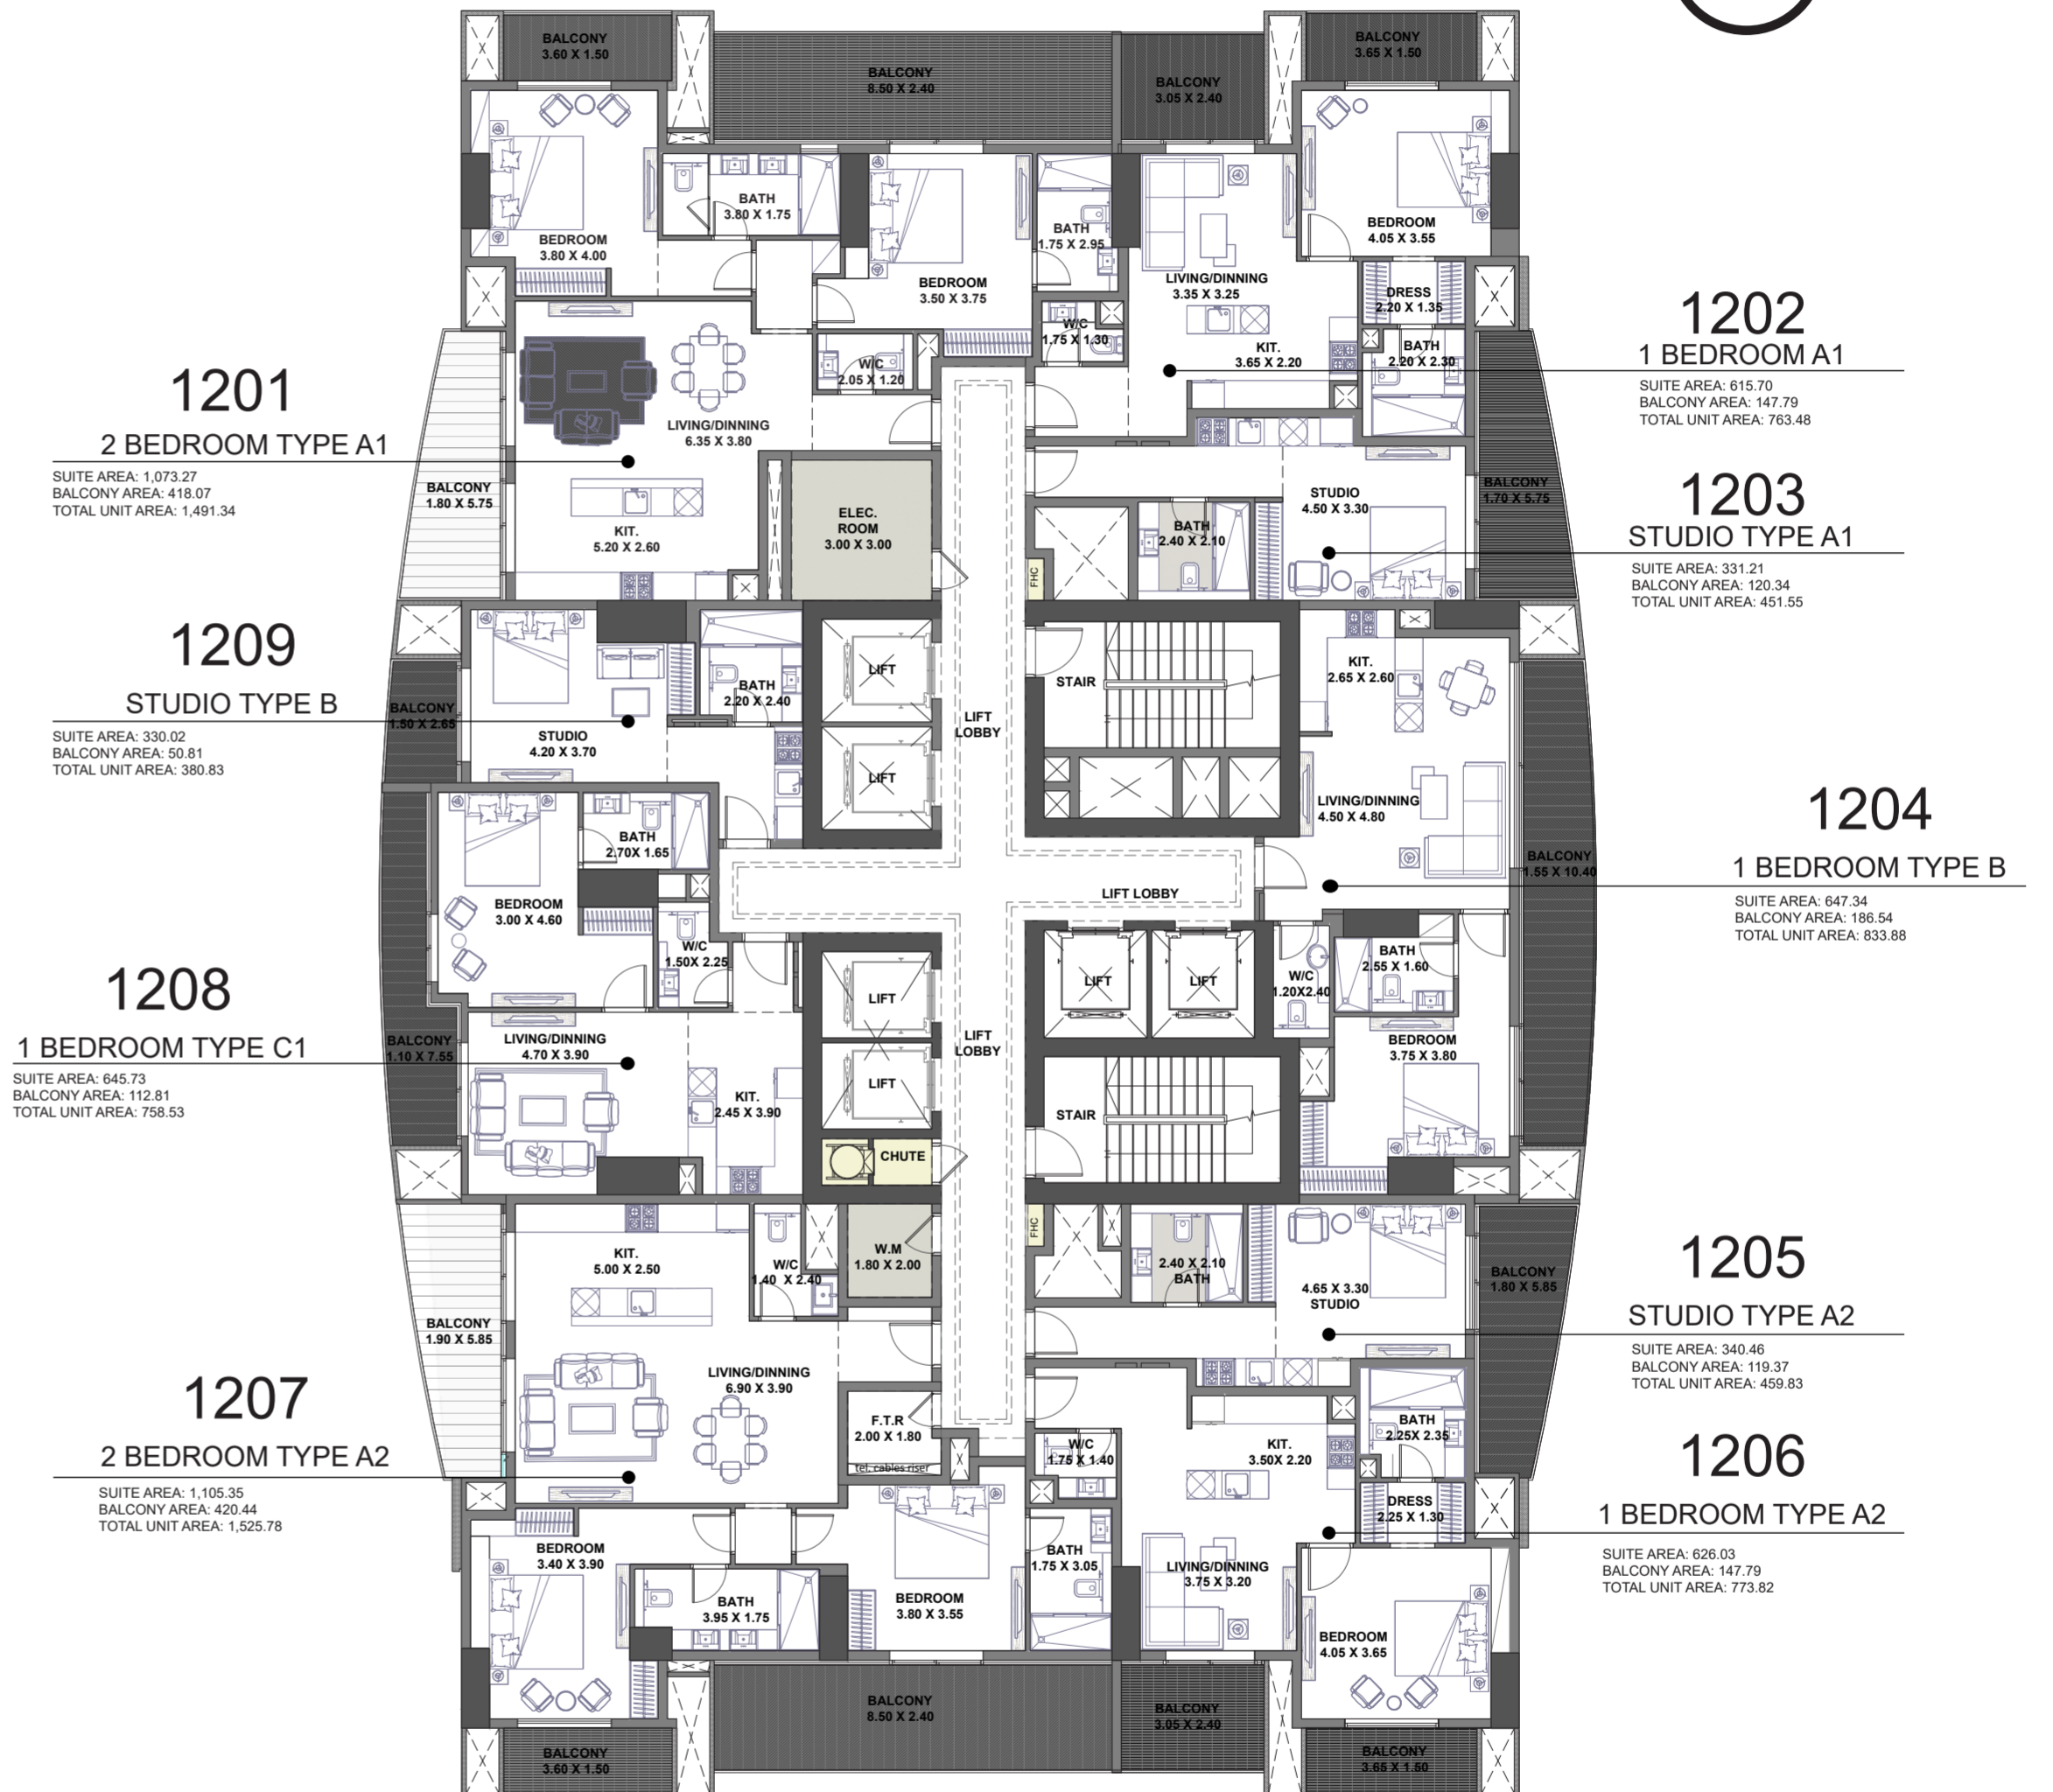 BALCONY
3.60 X 1.50
BALCONY
8.50 X 2.40
BALCONY
3.05 X 2.40
BALCONY
3.65 X 1.50
BEDROOM
3.80 X 4.00
BATH
3.80 X 1.75
BEDROOM
3.50 X 3.75
BATH
1.75 X 2.95
W/C
1.75 X 1.30
W/C
2.05 X 1.20
LIVING/DINNING
3.35 X 3.25
KIT.
3.65 X 2.20
BEDROOM
4.05 X 3.55
DRESS
2.20 X 1.35
BATH
2.20 X 2.30
1202
1 BEDROOM A1
SUITE AREA: 615.70
BALCONY AREA: 147.79
TOTAL UNIT AREA: 763.48
1201
2 BEDROOM TYPE A1
SUITE AREA: 1,073.27
BALCONY AREA: 418.07
TOTAL UNIT AREA: 1,491.34
LIVING/DINNING
6.35 X 3.80
BALCONY
1.80 X 5.75
KIT.
5.20 X 2.60
ELEC.
ROOM
3.00 X 3.00
FHC
BATH
2.40 X 2.10
STUDIO
4.50 X 3.30
BALCONY
1.70 X 5.75
1203
STUDIO TYPE A1
SUITE AREA: 331.21
BALCONY AREA: 120.34
TOTAL UNIT AREA: 451.55
1209
STUDIO TYPE B
SUITE AREA: 330.02
BALCONY AREA: 50.81
TOTAL UNIT AREA: 380.83
BALCONY
1.50 X 2.65
STUDIO
4.20 X 3.70
BATH
2.20 X 2.40
LIFT
LIFT
LIFT
LOBBY
STAIR
KIT.
2.65 X 2.60
LIVING/DINNING
4.50 X 4.80
BALCONY
1.55 X 10.40
1204
1 BEDROOM TYPE B
SUITE AREA: 647.34
BALCONY AREA: 186.54
TOTAL UNIT AREA: 833.88
BATH
2.70X 1.65
BEDROOM
3.00 X 4.60
W/C
1.50X 2.25
LIFT LOBBY
LIFT
LIFT
W/C
1.20X2.40
BATH
2.55 X 1.60
BEDROOM
3.75 X 3.80
1208
1 BEDROOM TYPE C1
SUITE AREA: 645.73
BALCONY AREA: 112.81
TOTAL UNIT AREA: 758.53
BALCONY
1.10 X 7.55
LIVING/DINNING
4.70 X 3.90
KIT.
2.45 X 3.90
LIFT
LIFT
LIFT
LOBBY
STAIR
CHUTE
KIT.
5.00 X 2.50
W/C
1.40 X 2.40
W.M
1.80 X 2.00
FHC
2.40 X 2.10
BATH
4.65 X 3.30
STUDIO
BALCONY
1.80 X 5.85
1205
STUDIO TYPE A2
SUITE AREA: 340.46
BALCONY AREA: 119.37
TOTAL UNIT AREA: 459.83
BALCONY
1.90 X 5.85
1207
2 BEDROOM TYPE A2
SUITE AREA: 1,105.35
BALCONY AREA: 420.44
TOTAL UNIT AREA: 1,525.78
LIVING/DINNING
6.90 X 3.90
F.T.R
2.00 X 1.80
tel. cables riser
W/C
1.75 X 1.40
KIT.
3.50X 2.20
BATH
2.25X 2.35
DRESS
2.25 X 1.30
1206
1 BEDROOM TYPE A2
SUITE AREA: 626.03
BALCONY AREA: 147.79
TOTAL UNIT AREA: 773.82
BEDROOM
3.40 X 3.90
BATH
3.95 X 1.75
BEDROOM
3.80 X 3.55
BATH
1.75 X 3.05
LIVING/DINNING
3.75 X 3.20
BEDROOM
4.05 X 3.65
BALCONY
3.60 X 1.50
BALCONY
8.50 X 2.40
BALCONY
3.05 X 2.40
BALCONY
3.65 X 1.50